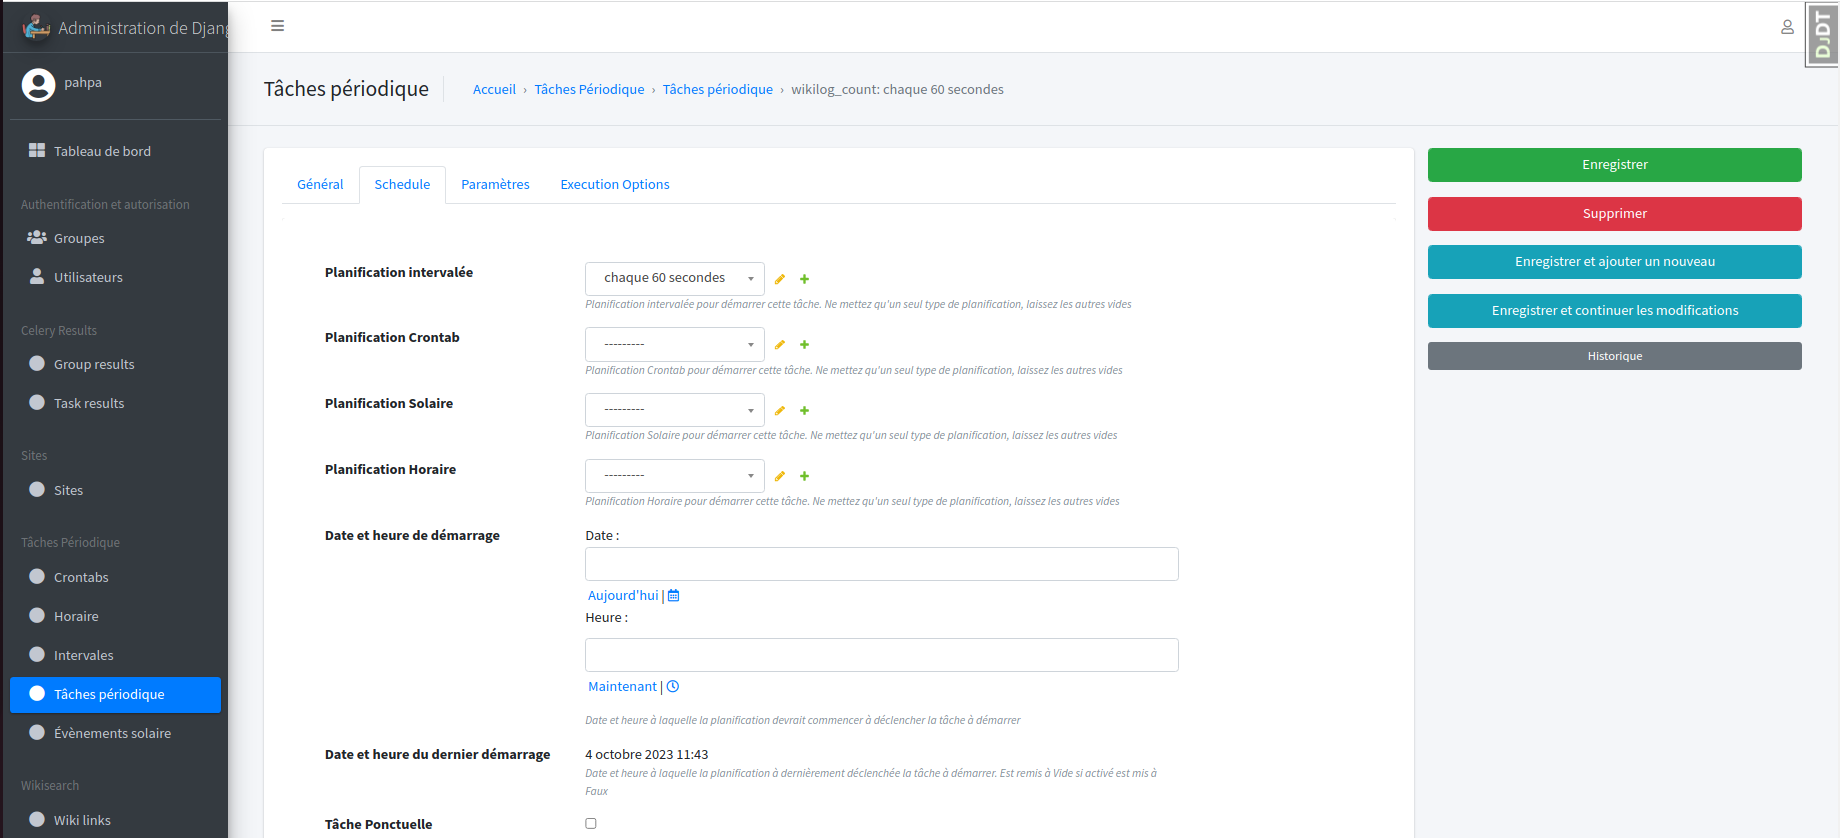 Administration de Djang
pahpa
Tableau de bord
Authentification et autorisation
Groupes
Utilisateurs
Celery Results
Group results
Task results
Sites
Sites
Tâches Périodique
Crontabs
Horaire
Intervales
Tâches périodique
Évènements solaire
Wikisearch
Wiki links
DJDT
Tâches périodique
Accueil › Tâches Périodique › Tâches périodique › wikilog_count: chaque 60 secondes
Général Schedule Paramètres Execution Options
Planification intervalée
chaque 60 secondes
Planification intervalée pour démarrer cette tâche. Ne mettez qu'un seul type de planification, laissez les autres vides
Planification Crontab
---------
Planification Crontab pour démarrer cette tâche. Ne mettez qu'un seul type de planification, laissez les autres vides
Planification Solaire
---------
Planification Solaire pour démarrer cette tâche. Ne mettez qu'un seul type de planification, laissez les autres vides
Planification Horaire
---------
Planification Horaire pour démarrer cette tâche. Ne mettez qu'un seul type de planification, laissez les autres vides
Date et heure de démarrage
Date :
Aujourd'hui |
Heure :
Maintenant |
Date et heure à laquelle la planification devrait commencer à déclencher la tâche à démarrer
Date et heure du dernier démarrage
4 octobre 2023 11:43
Date et heure à laquelle la planification à dernièrement déclenchée la tâche à démarrer. Est remis à Vide si activé est mis à
Faux
Tâche Ponctuelle
Enregistrer
Supprimer
Enregistrer et ajouter un nouveau
Enregistrer et continuer les modifications
Historique